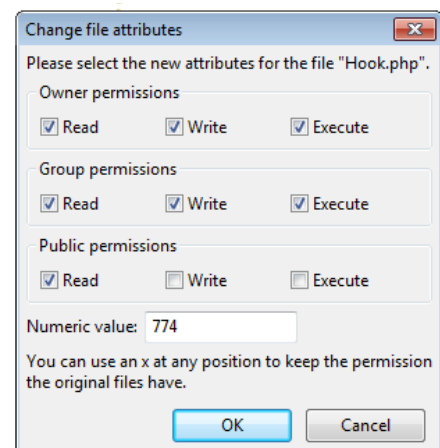 Change file attributes
Please select the new attributes for the file "Hook.php".
Owner permissions
Read Write Execute
Group permissions
Read Write Execute
Public permissions
Read Write Execute
Numeric value: 774
You can use an x at any position to keep the permission
the original files have.
OK Cancel